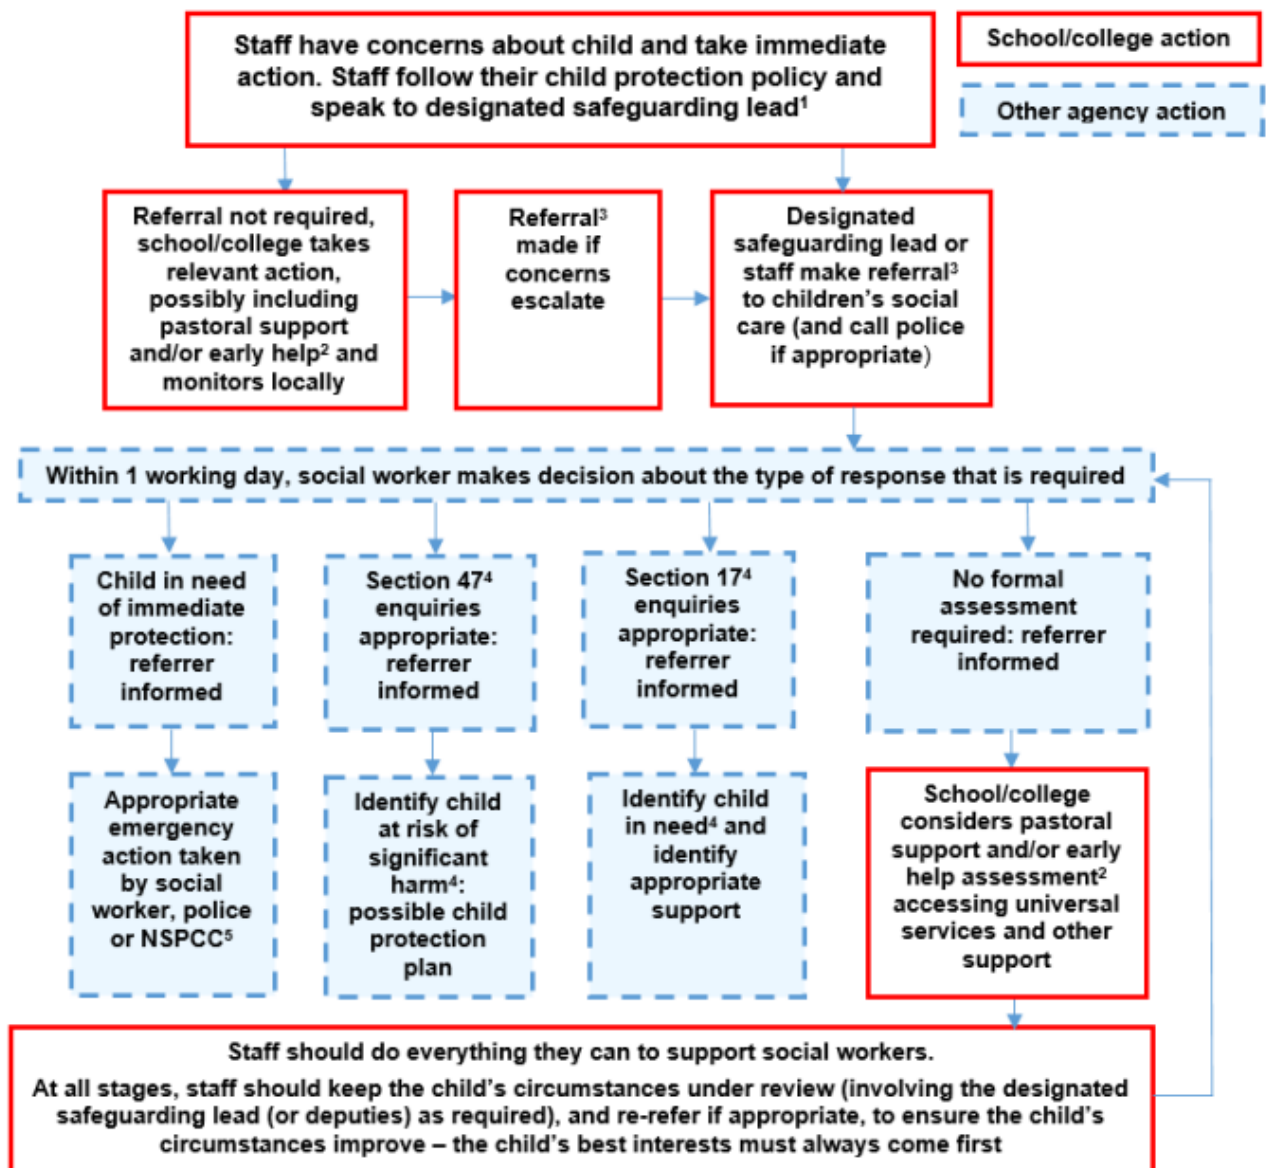 Staff have concerns about child and take immediate
action. Staff follow their child protection policy and
speak to designated safeguarding lead¹
School/college action
Other agency action
Referral not required,
school/college takes
relevant action,
possibly including
pastoral support
and/or early help² and
monitors locally
Referral³
made if
concerns
escalate
Designated
safeguarding lead or
staff make referral³
to children’s social
care (and call police
if appropriate)
Within 1 working day, social worker makes decision about the type of response that is required
Child in need
of immediate
protection:
referrer
informed
Section 47⁴
enquiries
appropriate:
referrer
informed
Section 17⁴
enquiries
appropriate:
referrer
informed
No formal
assessment
required: referrer
informed
Appropriate
emergency
action taken
by social
worker, police
or NSPCC⁵
Identify child
at risk of
significant
harm⁴:
possible child
protection
plan
Identify child
in need⁴ and
identify
appropriate
support
School/college
considers pastoral
support and/or early
help assessment²
accessing universal
services and other
support
Staff should do everything they can to support social workers.
At all stages, staff should keep the child’s circumstances under review (involving the designated
safeguarding lead (or deputies) as required), and re-refer if appropriate, to ensure the child’s
circumstances improve – the child’s best interests must always come first